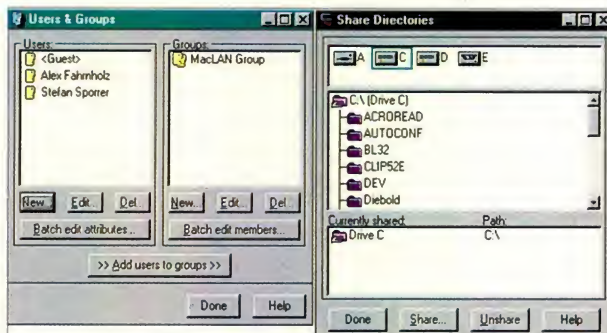 Users & Groups
Users:
<Guest>
Alex Fahrnholz
Stefan Sporrer
New...
Edit...
Del...
Batch edit attributes...
Groups:
MacLAN Group
New...
Edit...
Del...
Batch edit members...
>> Add users to groups >>
Done
Help
Share Directories
A
C
D
E
C:\ (Drive C)
ACROREAD
AUTOCONF
BL32
CLIP52E
DEV
Diebold
Currently shared: Path:
Drive C C:\
Done
Share...
Unshare
Help